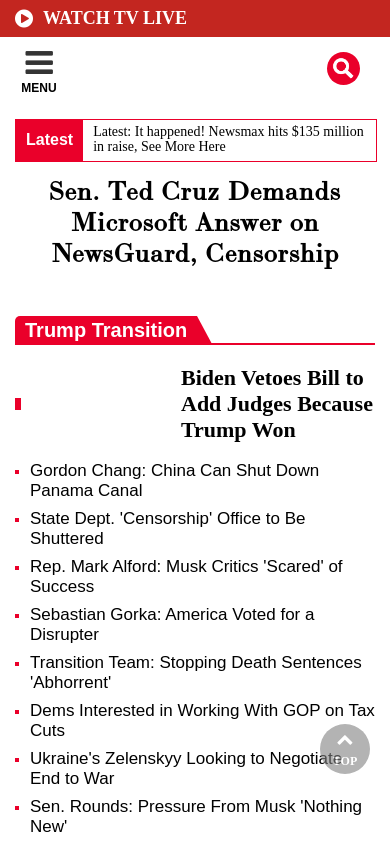 WATCH TV LIVE
MENU
Latest
Latest: It happened! Newsmax hits $135 million
in raise, See More Here
Sen. Ted Cruz Demands
Microsoft Answer on
NewsGuard, Censorship
Trump Transition
Biden Vetoes Bill to
Add Judges Because
Trump Won
Gordon Chang: China Can Shut Down
Panama Canal
State Dept. 'Censorship' Office to Be
Shuttered
Rep. Mark Alford: Musk Critics 'Scared' of
Success
Sebastian Gorka: America Voted for a
Disrupter
Transition Team: Stopping Death Sentences
'Abhorrent'
Dems Interested in Working With GOP on Tax
Cuts
Ukraine's Zelenskyy Looking to Negotiate
End to War
TOP
Sen. Rounds: Pressure From Musk 'Nothing
New'